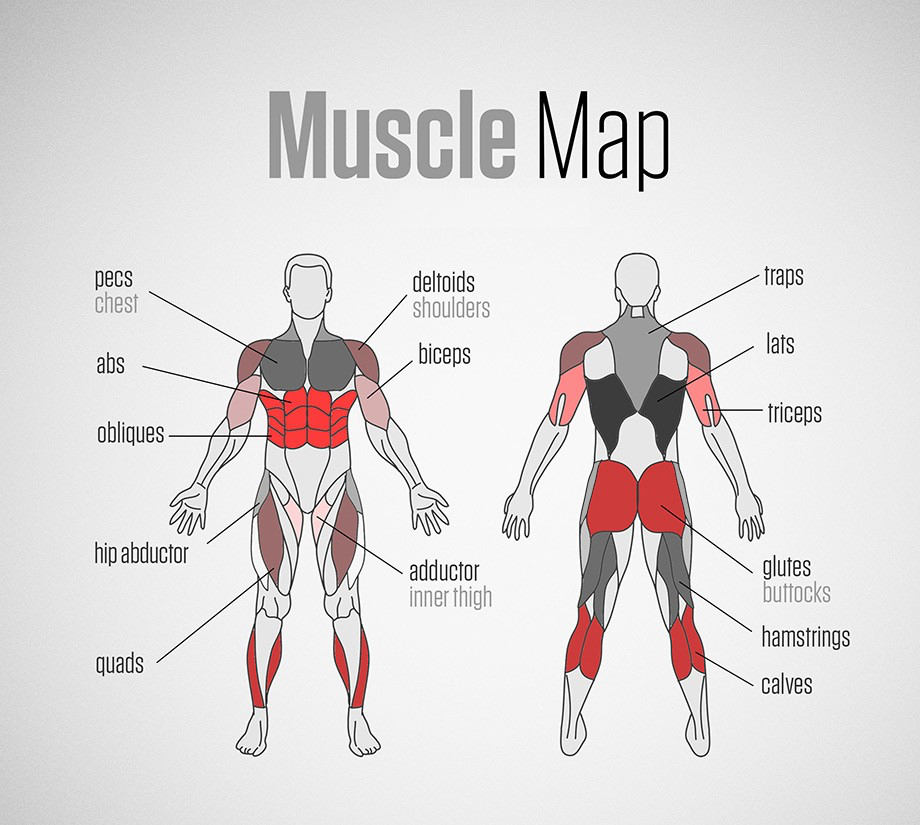 Muscle Map
pecs
chest
abs
obliques
hip abductor
quads
deltoids
shoulders
biceps
adductor
inner thigh
traps
lats
triceps
glutes
buttocks
hamstrings
calves